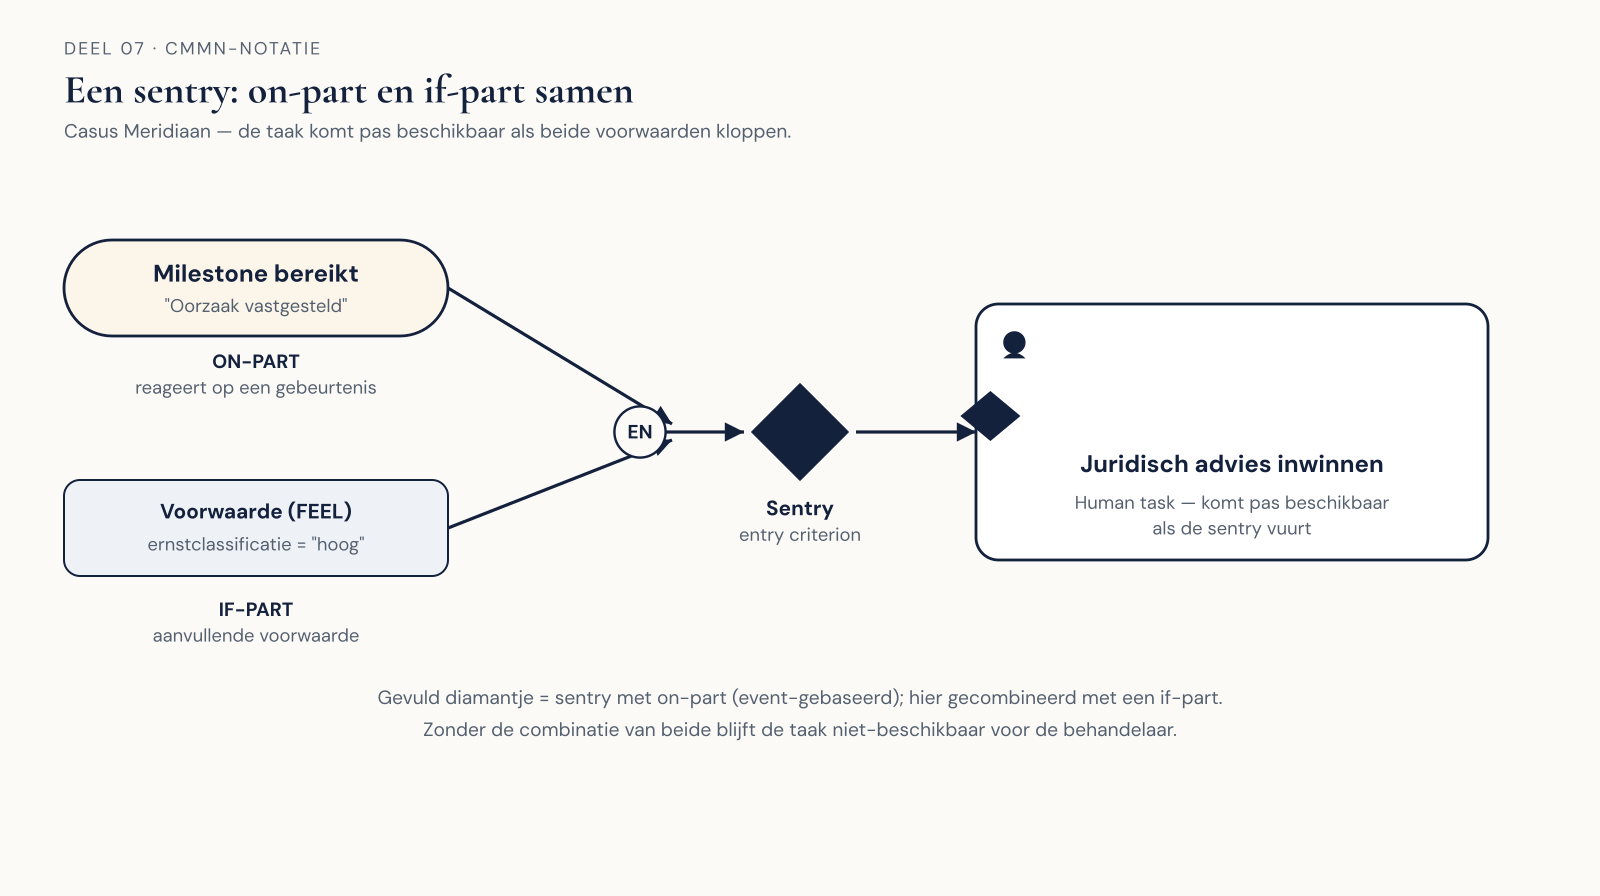 DEEL 07 · CMMN-NOTATIE
Een sentry: on-part en if-part samen
Casus Meridiaan — de taak komt pas beschikbaar als beide voorwaarden kloppen.
Milestone bereikt
"Oorzaak vastgesteld"
ON-PART
reageert op een gebeurtenis
EN
Voorwaarde (FEEL)
ernstclassificatie = "hoog"
IF-PART
aanvullende voorwaarde
Sentry
entry criterion
Juridisch advies inwinnen
Human task — komt pas beschikbaar
als de sentry vuurt
Gevuld diamantje = sentry met on-part (event-gebaseerd); hier gecombineerd met een if-part.
Zonder de combinatie van beide blijft de taak niet-beschikbaar voor de behandelaar.